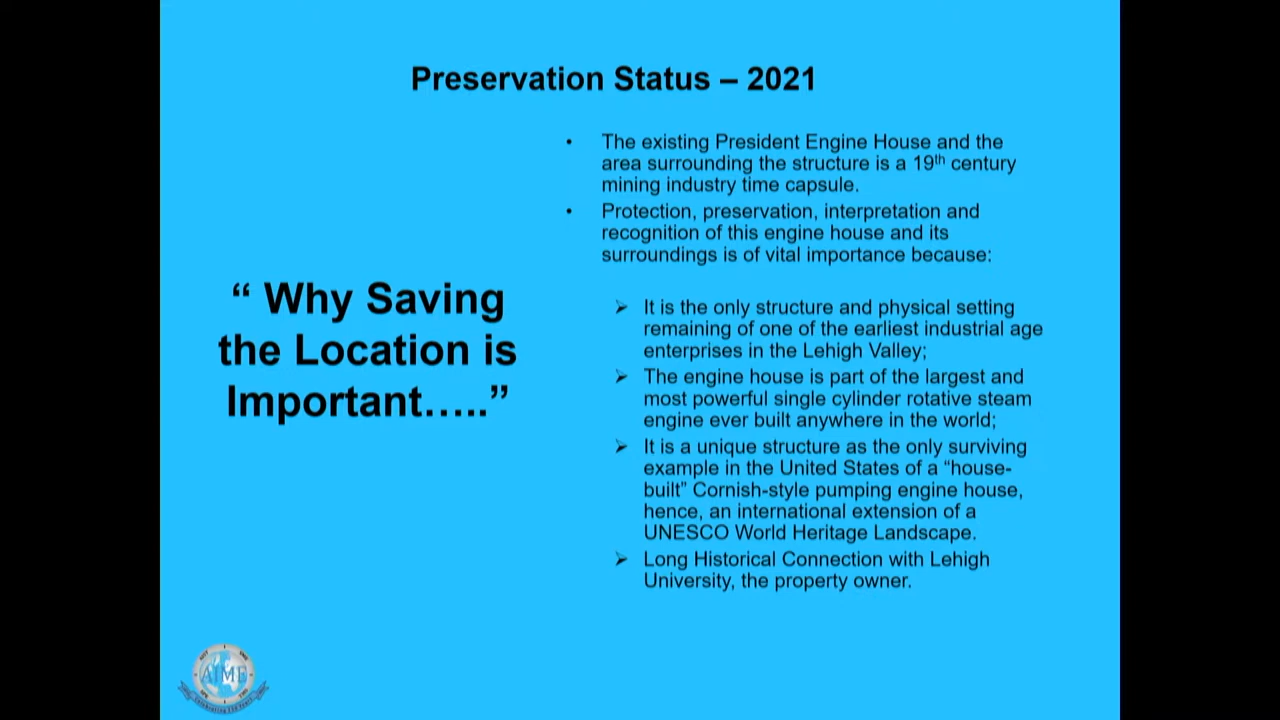 Preservation Status – 2021
“ Why Saving
the Location is
Important…..”
• The existing President Engine House and the
area surrounding the structure is a 19th century
mining industry time capsule.
• Protection, preservation, interpretation and
recognition of this engine house and its
surroundings is of vital importance because:
➢ It is the only structure and physical setting
remaining of one of the earliest industrial age
enterprises in the Lehigh Valley;
➢ The engine house is part of the largest and
most powerful single cylinder rotative steam
engine ever built anywhere in the world;
➢ It is a unique structure as the only surviving
example in the United States of a “house-
built” Cornish-style pumping engine house,
hence, an international extension of a
UNESCO World Heritage Landscape.
➢ Long Historical Connection with Lehigh
University, the property owner.
AIME